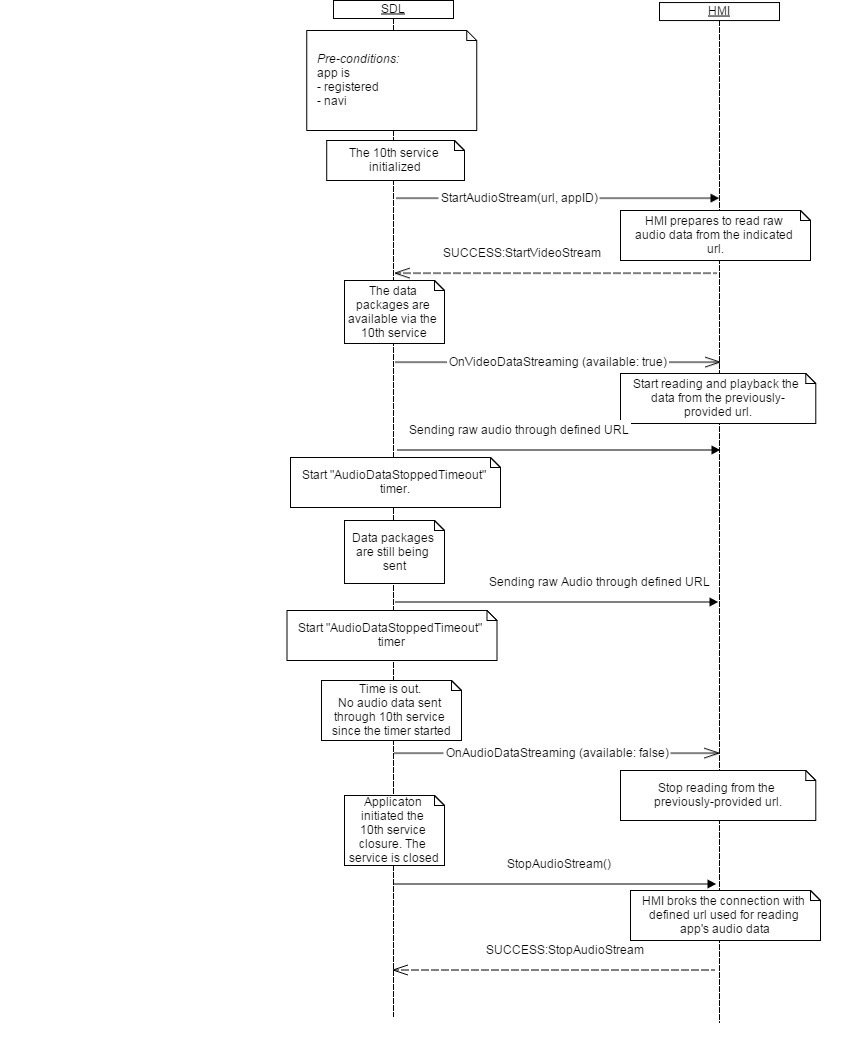 SDL
HMI
Pre-conditions:
app is
- registered
- navi
The 10th service
initialized
StartAudioStream(url, appID)
HMI prepares to read raw
audio data from the indicated
url.
SUCCESS:StartVideoStream
The data
packages are
available via the
10th service
OnVideoDataStreaming (available: true)
Start reading and playback the
data from the previously-
provided url.
Sending raw audio through defined URL
Start "AudioDataStoppedTimeout"
timer.
Data packages
are still being
sent
Sending raw Audio through defined URL
Start "AudioDataStoppedTimeout"
timer
Time is out.
No audio data sent
through 10th service
since the timer started
OnAudioDataStreaming (available: false)
Stop reading from the
previously-provided url.
Applicaton
initiated the
10th service
closure. The
service is closed
StopAudioStream()
HMI broks the connection with
defined url used for reading
app's audio data
SUCCESS:StopAudioStream